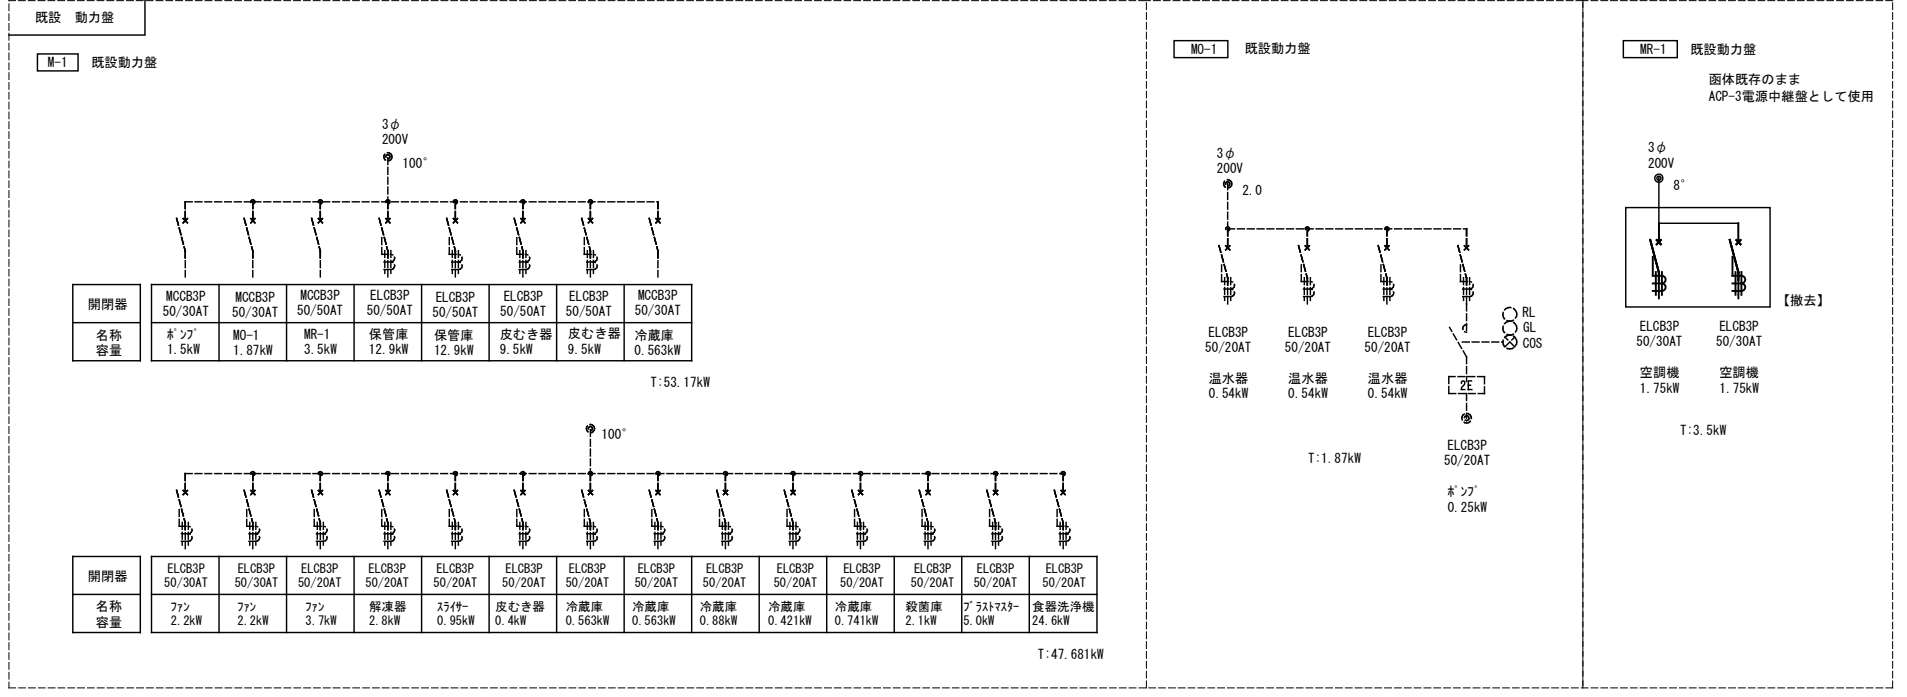 既設　動力盤
M-1　既設動力盤
3φ
200V
100°
開閉器
MCCB3P
50/30AT
MCCB3P
50/30AT
MCCB3P
50/50AT
ELCB3P
50/50AT
ELCB3P
50/50AT
ELCB3P
50/50AT
ELCB3P
50/50AT
MCCB3P
50/30AT
名称
容量
ﾎﾟﾝﾌﾟ
1.5kW
MO-1
1.87kW
MR-1
3.5kW
保管庫
12.9kW
保管庫
12.9kW
皮むき器
9.5kW
皮むき器
9.5kW
冷蔵庫
0.563kW
T:53.17kW
100°
開閉器
ELCB3P
50/30AT
ELCB3P
50/30AT
ELCB3P
50/20AT
ELCB3P
50/20AT
ELCB3P
50/20AT
ELCB3P
50/20AT
ELCB3P
50/20AT
ELCB3P
50/20AT
ELCB3P
50/20AT
ELCB3P
50/20AT
ELCB3P
50/20AT
ELCB3P
50/20AT
ELCB3P
50/20AT
ELCB3P
50/20AT
名称
容量
ﾌｧﾝ
2.2kW
ﾌｧﾝ
2.2kW
ﾌｧﾝ
3.7kW
解凍器
2.8kW
ｽﾗｲｻｰ
0.95kW
皮むき器
0.4kW
冷蔵庫
0.563kW
冷蔵庫
0.563kW
冷蔵庫
0.88kW
冷蔵庫
0.421kW
冷蔵庫
0.741kW
殺菌庫
2.1kW
ﾌﾞﾗｽﾄﾏｽﾀｰ
5.0kW
食器洗浄機
24.6kW
T:47.681kW
MO-1　既設動力盤
3φ
200V
2.0
RL
GL
COS
ELCB3P
50/20AT
温水器
0.54kW
ELCB3P
50/20AT
温水器
0.54kW
ELCB3P
50/20AT
温水器
0.54kW
2E
ELCB3P
50/20AT
ﾎﾟﾝﾌﾟ
0.25kW
T:1.87kW
MR-1　既設動力盤
函体既存のまま
ACP-3電源中継盤として使用
3φ
200V
8°
【撤去】
ELCB3P
50/30AT
空調機
1.75kW
ELCB3P
50/30AT
空調機
1.75kW
T:3.5kW